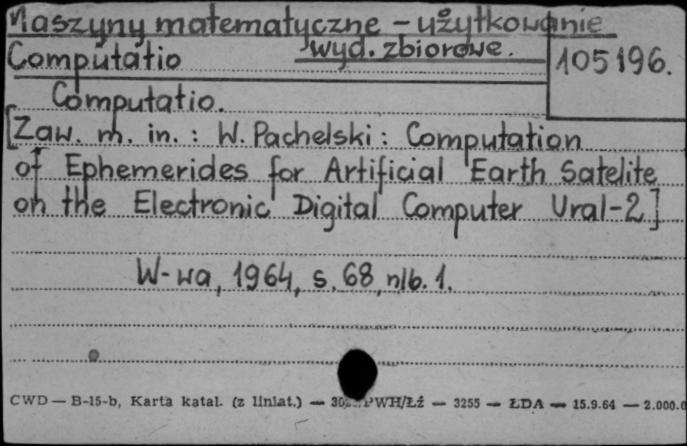 Maszyny matematyczne - użytkowanie
wyd. zbiorowe.
Computatio
105196.
Computatio.
[Zaw. m. in.: W. Pachelski: Computation
of Ephemerides for Artificial Earth Satelite
on the Electronic Digital Computer Ural-2]
W-wa, 1964, s. 68, nlb. 1.
CWD — B-15-b, Karta katal. (z liniat.) — PWH/Łź — 3255 — ŁDA — 15.9.64 — 2.000.0